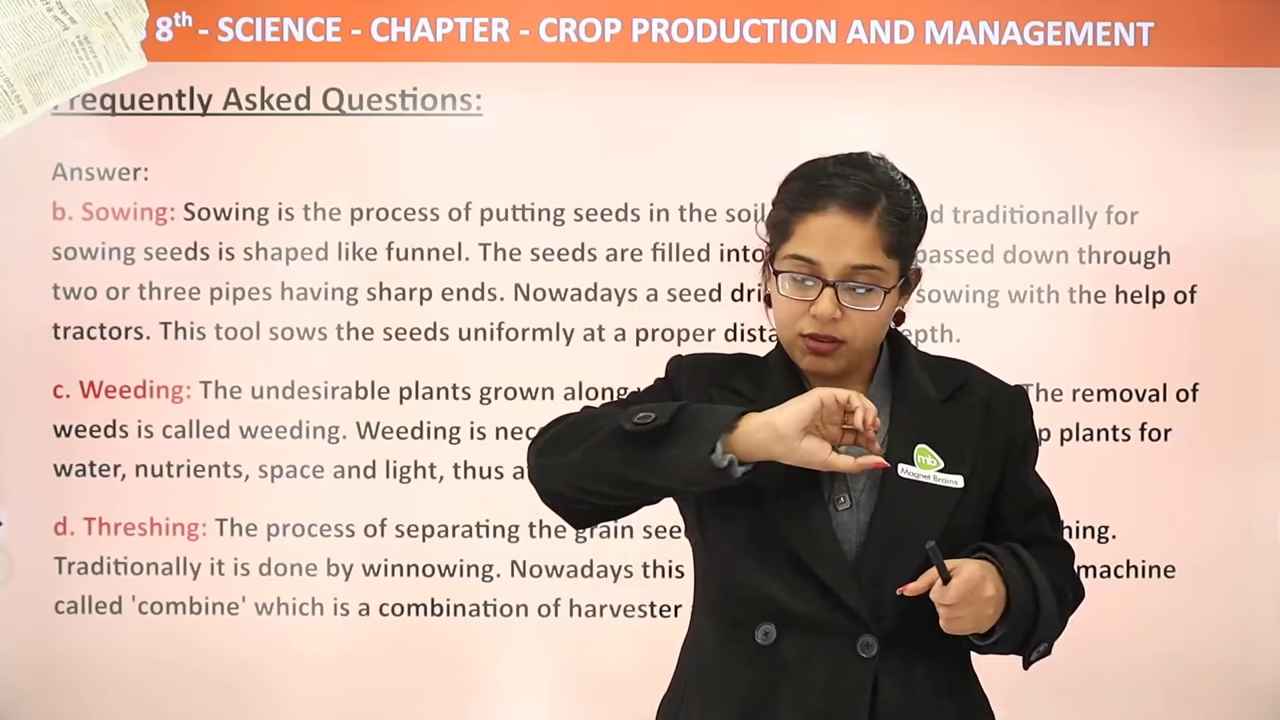 8th - SCIENCE - CHAPTER - CROP PRODUCTION AND MANAGEMENT
Frequently Asked Questions:
Answer:
b. Sowing: Sowing is the process of putting seeds in the soil d traditionally for
sowing seeds is shaped like funnel. The seeds are filled into passed down through
two or three pipes having sharp ends. Nowadays a seed dri sowing with the help of
tractors. This tool sows the seeds uniformly at a proper dista epth.
c. Weeding: The undesirable plants grown along The removal of
weeds is called weeding. Weeding is nec p plants for
water, nutrients, space and light, thus a
d. Threshing: The process of separating the grain see hing.
Traditionally it is done by winnowing. Nowadays this machine
called 'combine' which is a combination of harvester
mb
Magnet Brains